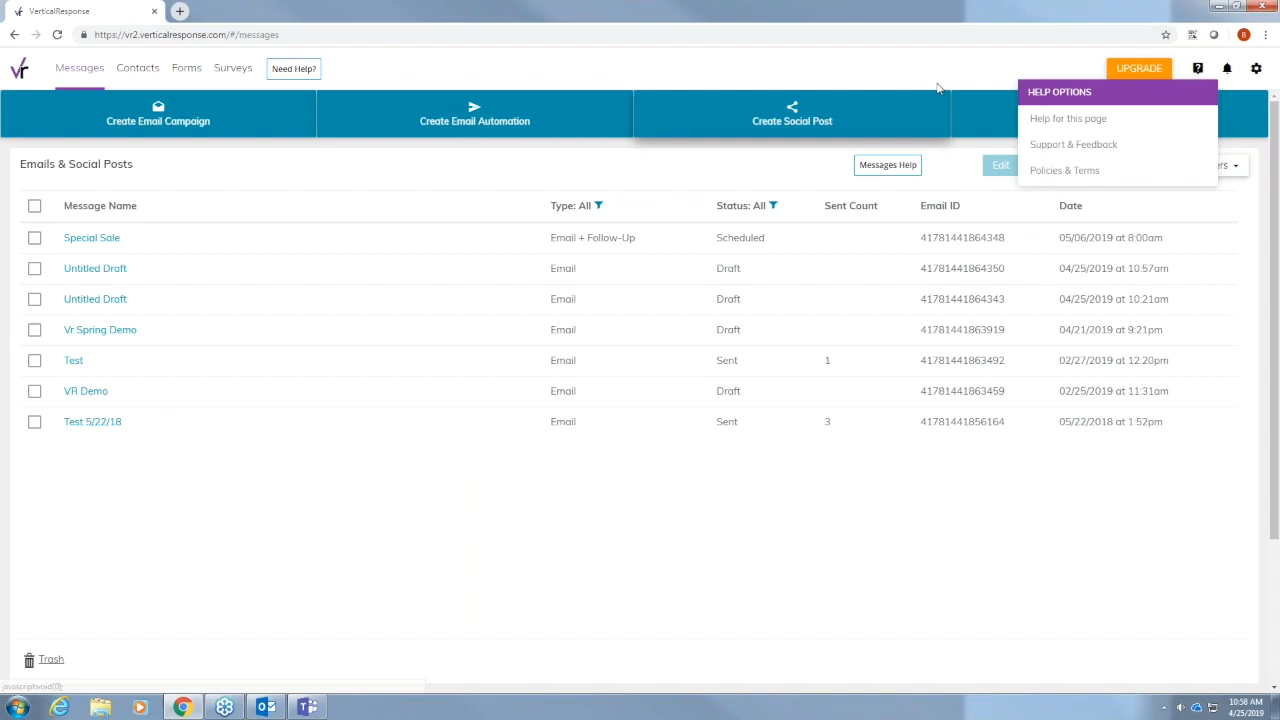 VerticalResponse
https://vr2.verticalresponse.com/#/messages
B
vr Messages Contacts Forms Surveys Need Help? UPGRADE
HELP OPTIONS
Help for this page
Support & Feedback
Policies & Terms
Create Email Campaign Create Email Automation Create Social Post
Emails & Social Posts Messages Help Edit
Message Name Type: All Status: All Sent Count Email ID Date
Special Sale Email + Follow-Up Scheduled 41781441864348 05/06/2019 at 8:00am
Untitled Draft Email Draft 41781441864350 04/25/2019 at 10:57am
Untitled Draft Email Draft 41781441864343 04/25/2019 at 10:21am
Vr Spring Demo Email Draft 41781441863919 04/21/2019 at 9:21pm
Test Email Sent 1 41781441863492 02/27/2019 at 12:20pm
VR Demo Email Draft 41781441863459 02/25/2019 at 11:31am
Test 5/22/18 Email Sent 3 41781441856164 05/22/2018 at 1:52pm
Trash
javascript:void(0);
10:58 AM
4/25/2019